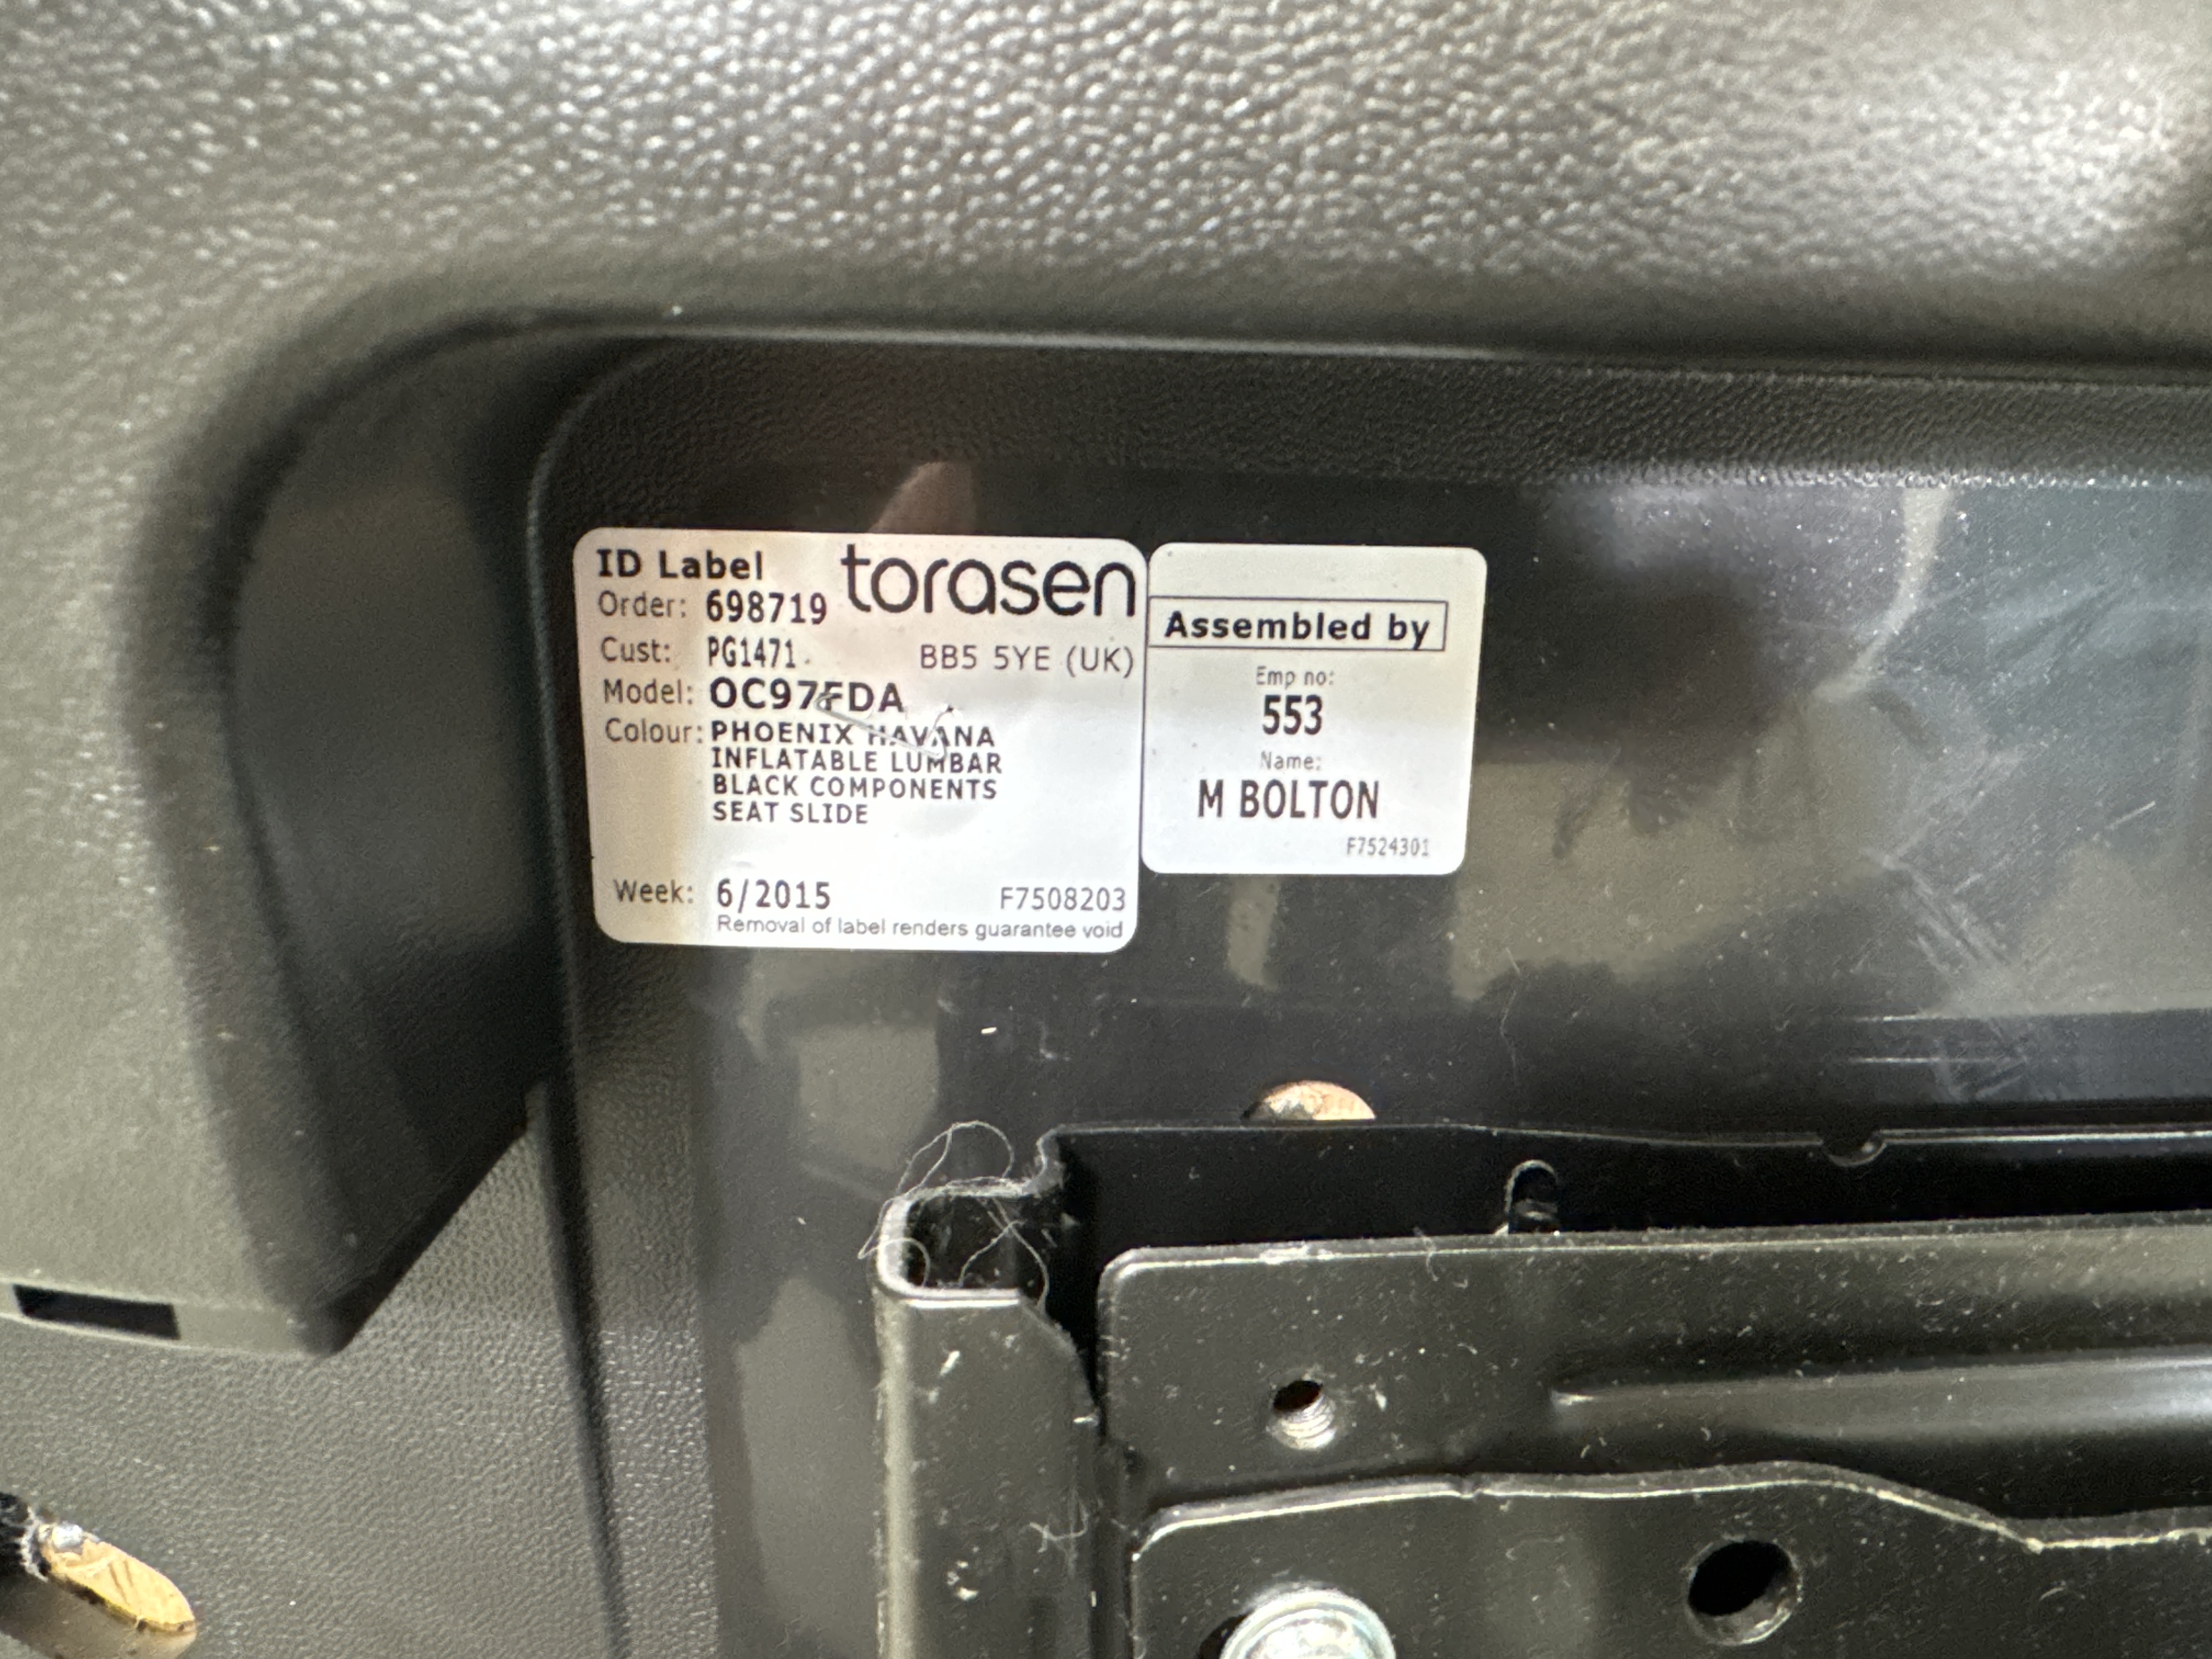 ID Label
torasen
Order: 698719
Cust: PG1471
BB5 5YE (UK)
Model: OC97FDA
Colour: PHOENIX HAVANA
INFLATABLE LUMBAR
BLACK COMPONENTS
SEAT SLIDE
Week: 6/2015
F7508203
Removal of label renders guarantee void
Assembled by
Emp no:
553
Name:
M BOLTON
F7524301